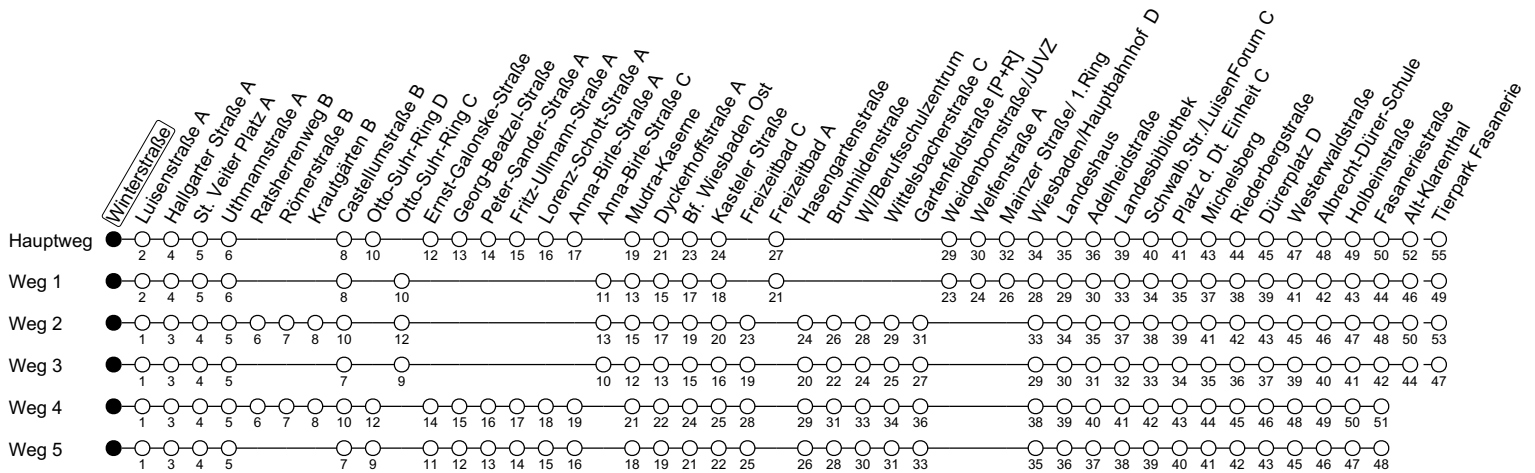 Winterstraße
Luisenstraße A
Hallgarter Straße A
St. Veiter Platz A
Uthmannstraße A
Ratsherrenweg B
Römerstraße B
Krautgärten B
Castellumstraße B
Otto-Suhr-Ring D
Otto-Suhr-Ring C
Ernst-Galonske-Straße
Georg-Beatzel-Straße
Peter-Sander-Straße A
Fritz-Ullmann-Straße A
Lorenz-Schott-Straße A
Anna-Birle-Straße A
Anna-Birle-Straße C
Mudra-Kaserne
Dyckerhoffstraße A
Bf. Wiesbaden Ost
Kasteler Straße
Freizeitbad C
Freizeitbad A
Hasengartenstraße
Brunhildenstraße
WI/Berufsschulzentrum
Wittelsbacherstraße C
Gartenfeldstraße [P+R]
Weidenbornstraße/JUVZ
Welfenstraße A
Mainzer Straße/ 1.Ring
Wiesbaden/Hauptbahnhof D
Landeshaus
Adelheidstraße
Landesbibliothek
Schwalb.Str./LuisenForum C
Platz d. Dt. Einheit C
Michelsberg
Riederbergstraße
Dürerplatz D
Westerwaldstraße
Albrecht-Dürer-Schule
Holbeinstraße
Fasaneriestraße
Alt-Klarenthal
Tierpark Fasanerie
Hauptweg
2 4 5 6 8 10 12 13 14 15 16 17 19 21 23 24 27 29 30 32 34 35 36 39 40 41 43 44 45 47 48 49 50 52 55
Weg 1
2 4 5 6 8 10 11 13 15 17 18 21 23 24 26 28 29 30 33 34 35 37 38 39 41 42 43 44 46 49
Weg 2
1 3 4 5 6 7 8 10 12 13 15 17 19 20 23 24 26 28 29 31 33 34 35 37 38 39 41 42 43 45 46 47 48 50 53
Weg 3
1 3 4 5 7 9 10 12 13 15 16 19 20 22 24 25 27 29 30 31 32 33 34 35 36 37 39 40 41 42 44 47
Weg 4
1 3 4 5 6 7 8 10 12 14 15 16 17 18 19 21 22 24 25 28 29 31 33 34 36 38 39 40 41 42 43 44 45 46 48 49 50 51
Weg 5
1 3 4 5 7 9 11 12 13 14 15 16 18 19 21 22 25 26 28 30 31 33 35 36 37 38 39 40 41 42 43 45 46 47 48